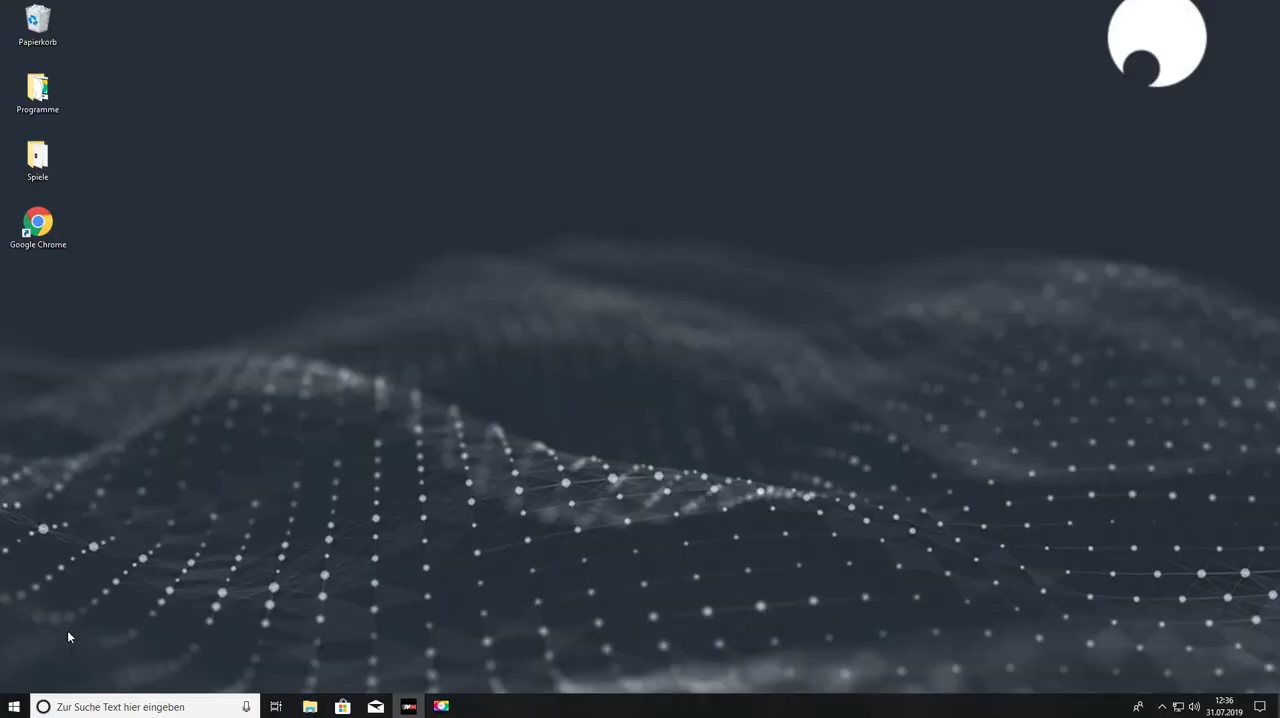 Papierkorb
Programme
Spiele
Google Chrome
Zur Suche Text hier eingeben
12:36
31.07.2019